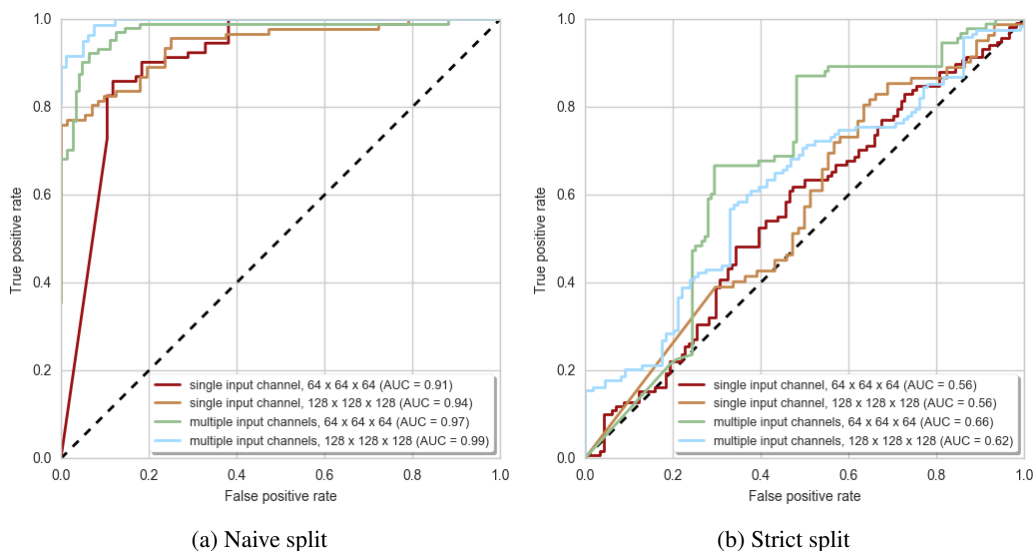 1.0
0.8
0.6
0.4
0.2
0.0
True positive rate
0.0 0.2 0.4 0.6 0.8 1.0
False positive rate
single input channel, 64 x 64 x 64 (AUC = 0.91)
single input channel, 128 x 128 x 128 (AUC = 0.94)
multiple input channels, 64 x 64 x 64 (AUC = 0.97)
multiple input channels, 128 x 128 x 128 (AUC = 0.99)
(a) Naive split
1.0
0.8
0.6
0.4
0.2
0.0
True positive rate
0.0 0.2 0.4 0.6 0.8 1.0
False positive rate
single input channel, 64 x 64 x 64 (AUC = 0.56)
single input channel, 128 x 128 x 128 (AUC = 0.56)
multiple input channels, 64 x 64 x 64 (AUC = 0.66)
multiple input channels, 128 x 128 x 128 (AUC = 0.62)
(b) Strict split